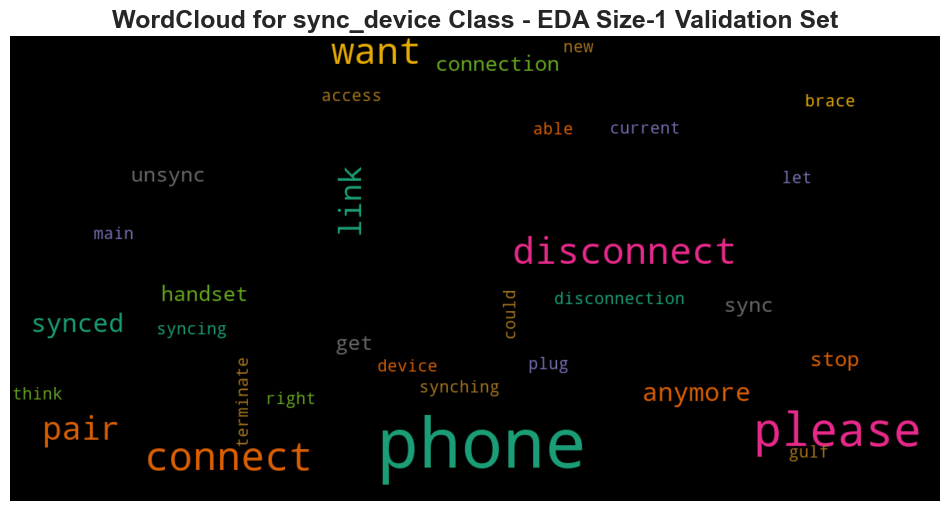 WordCloud for sync_device Class - EDA Size-1 Validation Set
want
new
connection
access
brace
able
current
unsync
link
let
main
disconnect
handset
could
disconnection
sync
synced
syncing
get
device
plug
stop
think
terminate
right
synching
anymore
pair
connect
phone
please
gulf